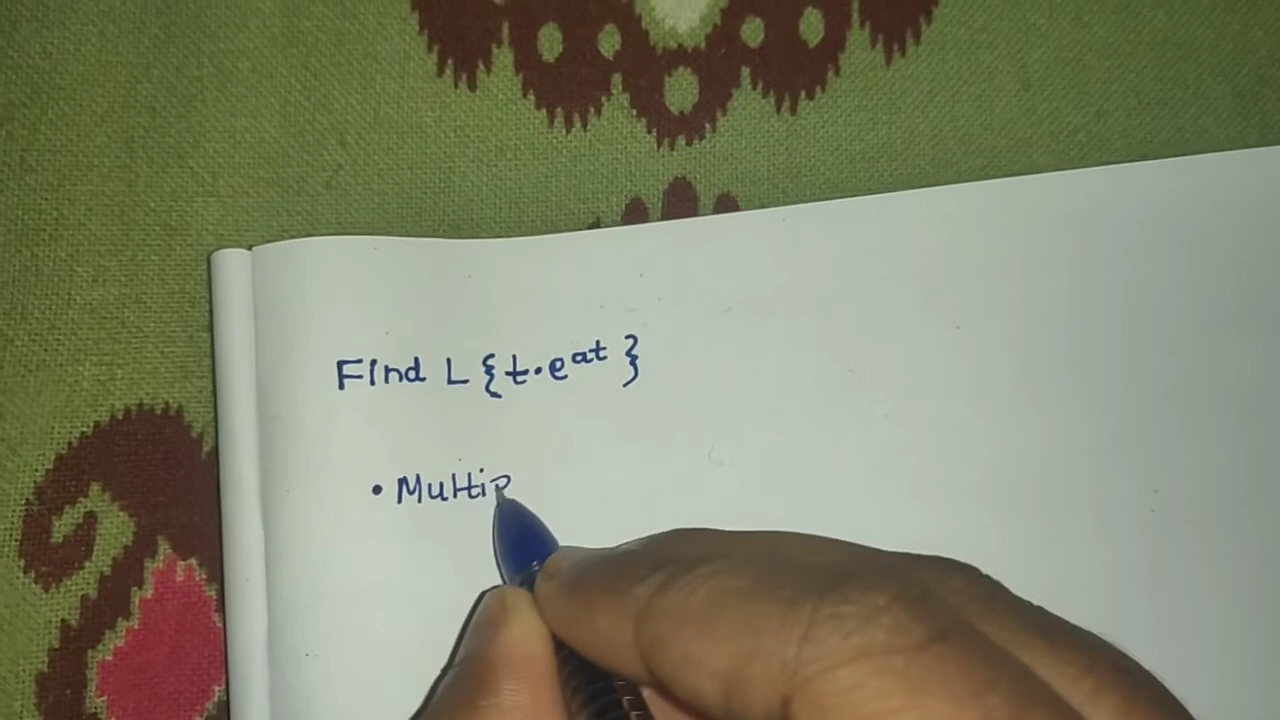 Find L{t·e^at}
• Multip